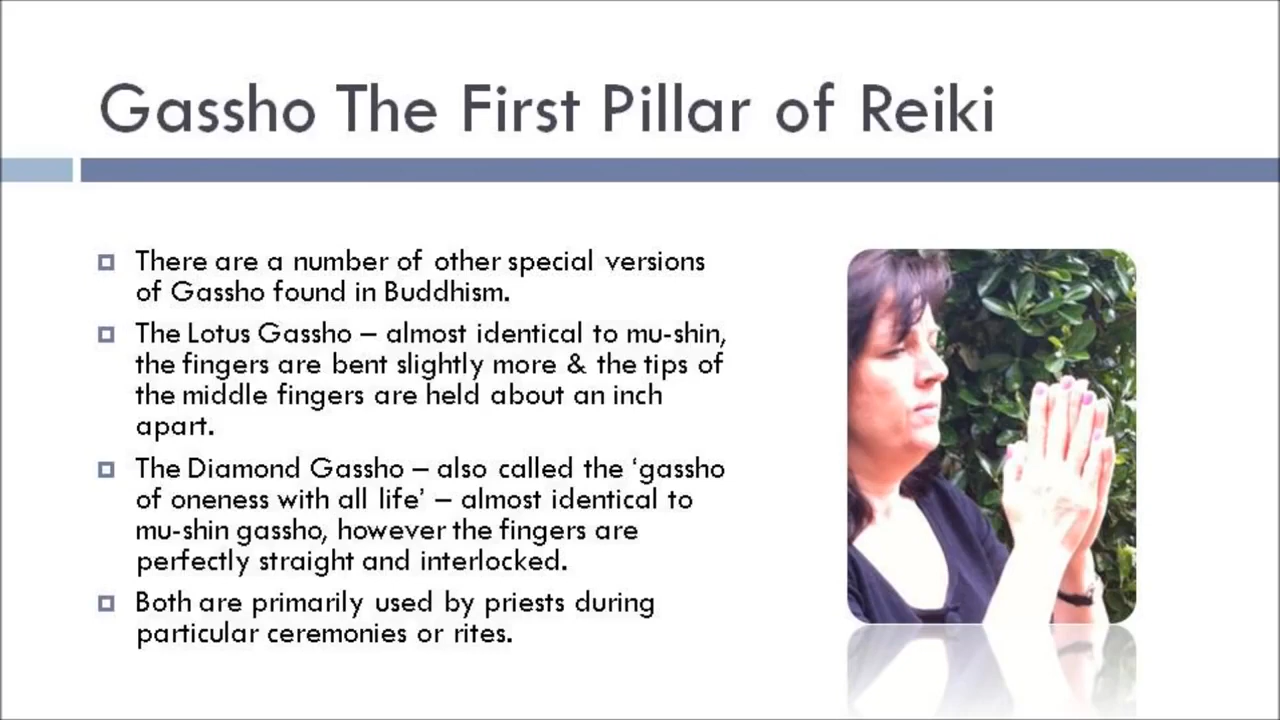 Gassho The First Pillar of Reiki
There are a number of other special versions
of Gassho found in Buddhism.
The Lotus Gassho – almost identical to mu-shin,
the fingers are bent slightly more & the tips of
the middle fingers are held about an inch
apart.
The Diamond Gassho – also called the ‘gassho
of oneness with all life’ – almost identical to
mu-shin gassho, however the fingers are
perfectly straight and interlocked.
Both are primarily used by priests during
particular ceremonies or rites.